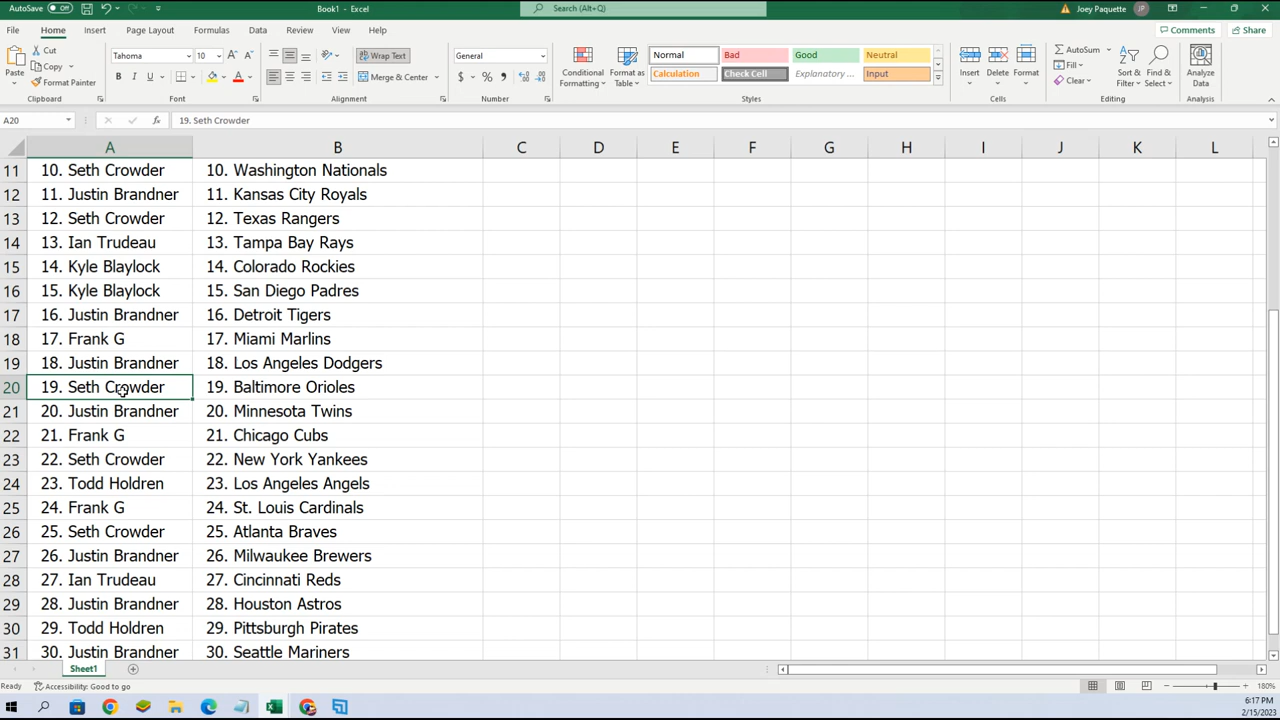 AutoSave Off Book1 - Excel Search (Alt+Q) Joey Paquette JP
File Home Insert Page Layout Formulas Data Review View Help Comments Share
Paste Cut Copy Format Painter Clipboard
Tahoma 10 B I U A Font
Wrap Text Merge & Center Alignment
General $ % Number
Conditional Formatting Format as Table
Normal Bad Good Neutral
Calculation Check Cell Explanatory ... Input
Styles
Insert Delete Format Cells
AutoSum Fill Clear Sort & Filter Find & Select Editing
Analyze Data Analysis
A20 fx 19. Seth Crowder
A B C D E F G H I J K L
11 10. Seth Crowder 10. Washington Nationals
12 11. Justin Brandner 11. Kansas City Royals
13 12. Seth Crowder 12. Texas Rangers
14 13. Ian Trudeau 13. Tampa Bay Rays
15 14. Kyle Blaylock 14. Colorado Rockies
16 15. Kyle Blaylock 15. San Diego Padres
17 16. Justin Brandner 16. Detroit Tigers
18 17. Frank G 17. Miami Marlins
19 18. Justin Brandner 18. Los Angeles Dodgers
20 19. Seth Crowder 19. Baltimore Orioles
21 20. Justin Brandner 20. Minnesota Twins
22 21. Frank G 21. Chicago Cubs
23 22. Seth Crowder 22. New York Yankees
24 23. Todd Holdren 23. Los Angeles Angels
25 24. Frank G 24. St. Louis Cardinals
26 25. Seth Crowder 25. Atlanta Braves
27 26. Justin Brandner 26. Milwaukee Brewers
28 27. Ian Trudeau 27. Cincinnati Reds
29 28. Justin Brandner 28. Houston Astros
30 29. Todd Holdren 29. Pittsburgh Pirates
31 30. Justin Brandner 30. Seattle Mariners
Sheet1
Ready Accessibility: Good to go 180%
6:17 PM
2/15/2023